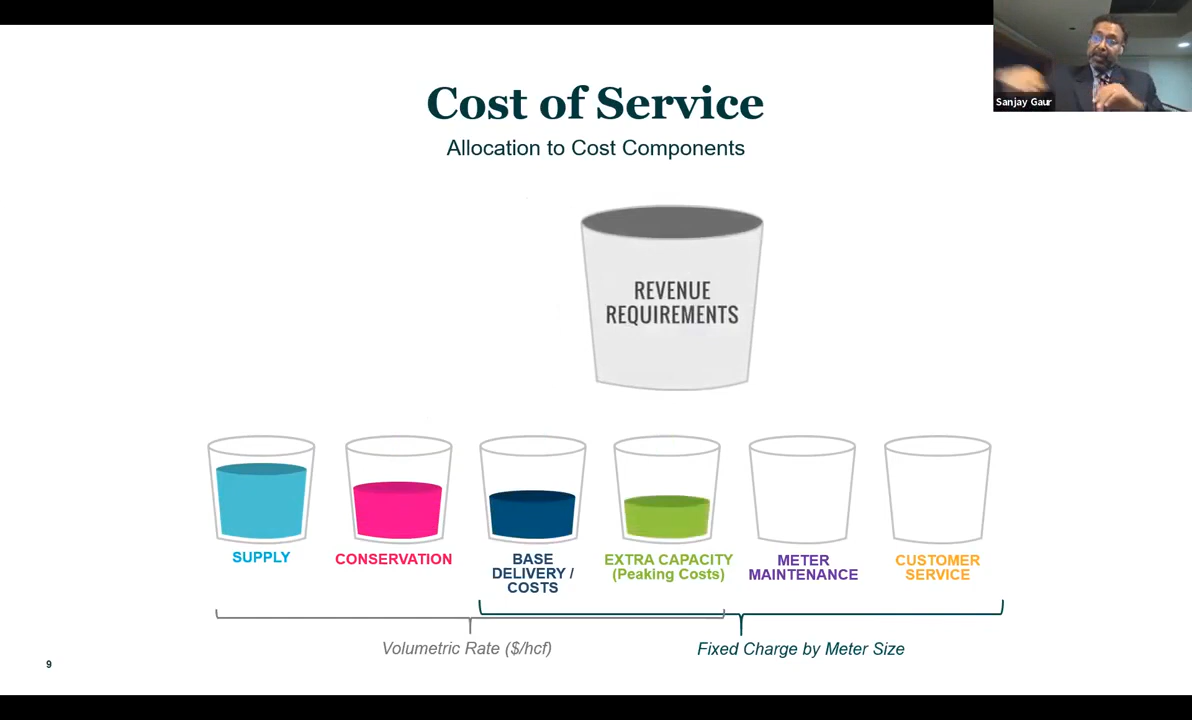 Sanjay Gaur
Cost of Service
Allocation to Cost Components
REVENUE
REQUIREMENTS
SUPPLY
CONSERVATION
BASE
DELIVERY /
COSTS
EXTRA CAPACITY
(Peaking Costs)
METER
MAINTENANCE
CUSTOMER
SERVICE
Volumetric Rate ($/hcf)
Fixed Charge by Meter Size
9